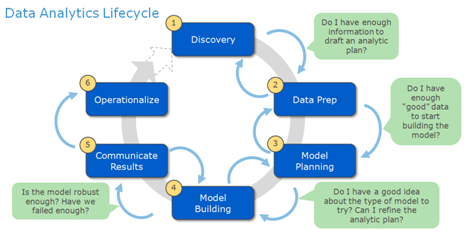 Data Analytics Lifecycle
1
Discovery
Do I have enough
information to
draft an analytic
plan?
6
Operationalize
2
Data Prep
Do I have
enough
"good" data
to start
building the
model?
5
Communicate
Results
3
Model
Planning
4
Model
Building
Is the model robust
enough? Have we
failed enough?
Do I have a good idea
about the type of model to
try? Can I refine the
analytic plan?